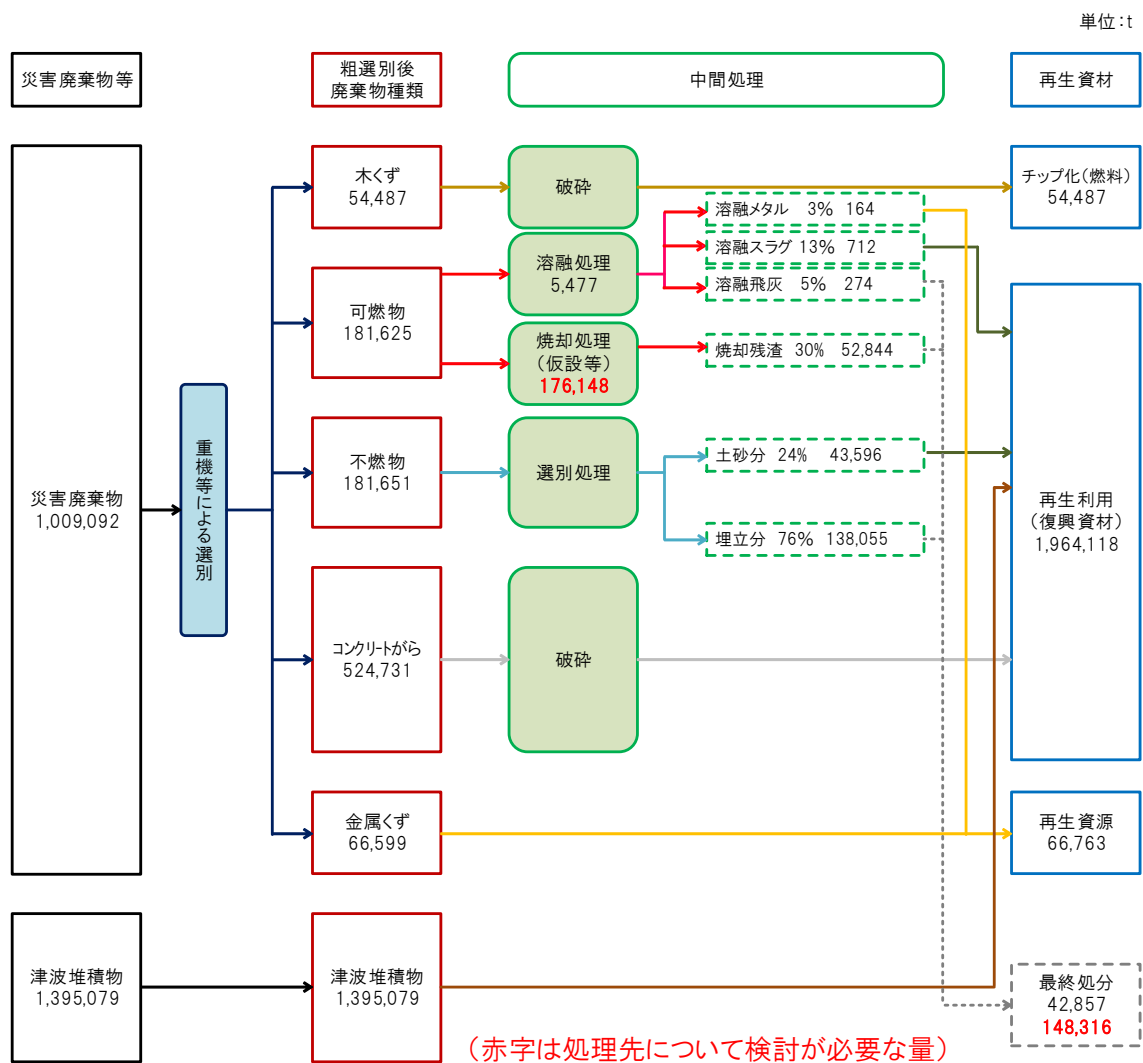 単位：t
災害廃棄物等
粗選別後
廃棄物種類
中間処理
再生資材
災害廃棄物
1,009,092
重機等による選別
木くず
54,487
破砕
チップ化（燃料）
54,487
可燃物
181,625
溶融処理
5,477
溶融メタル 3% 164
溶融スラグ 13% 712
溶融飛灰 5% 274
焼却処理
（仮設等）
176,148
焼却残渣 30% 52,844
不燃物
181,651
選別処理
土砂分 24% 43,596
埋立分 76% 138,055
再生利用
（復興資材）
1,964,118
コンクリートがら
524,731
破砕
金属くず
66,599
再生資源
66,763
津波堆積物
1,395,079
津波堆積物
1,395,079
最終処分
42,857
148,316
（赤字は処理先について検討が必要な量）